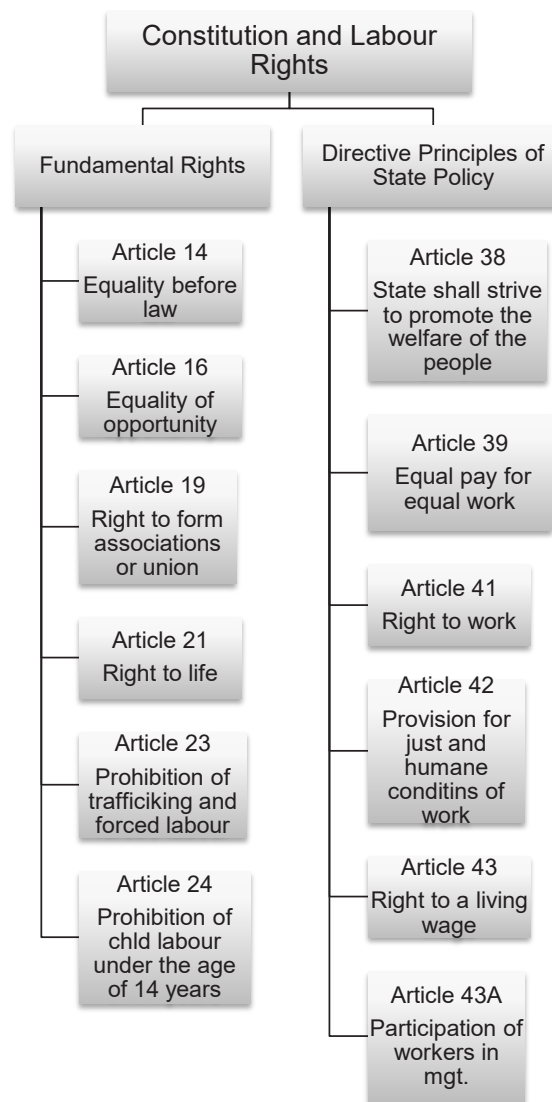 Constitution and Labour
Rights
Fundamental Rights
Article 14
Equality before
law
Article 16
Equality of
opportunity
Article 19
Right to form
associations
or union
Article 21
Right to life
Article 23
Prohibition of
trafficiking and
forced labour
Article 24
Prohibition of
chld labour
under the age
of 14 years
Directive Principles of
State Policy
Article 38
State shall strive
to promote the
welfare of the
people
Article 39
Equal pay for
equal work
Article 41
Right to work
Article 42
Provision for
just and
humane
conditins of
work
Article 43
Right to a living
wage
Article 43A
Participation of
workers in
mgt.